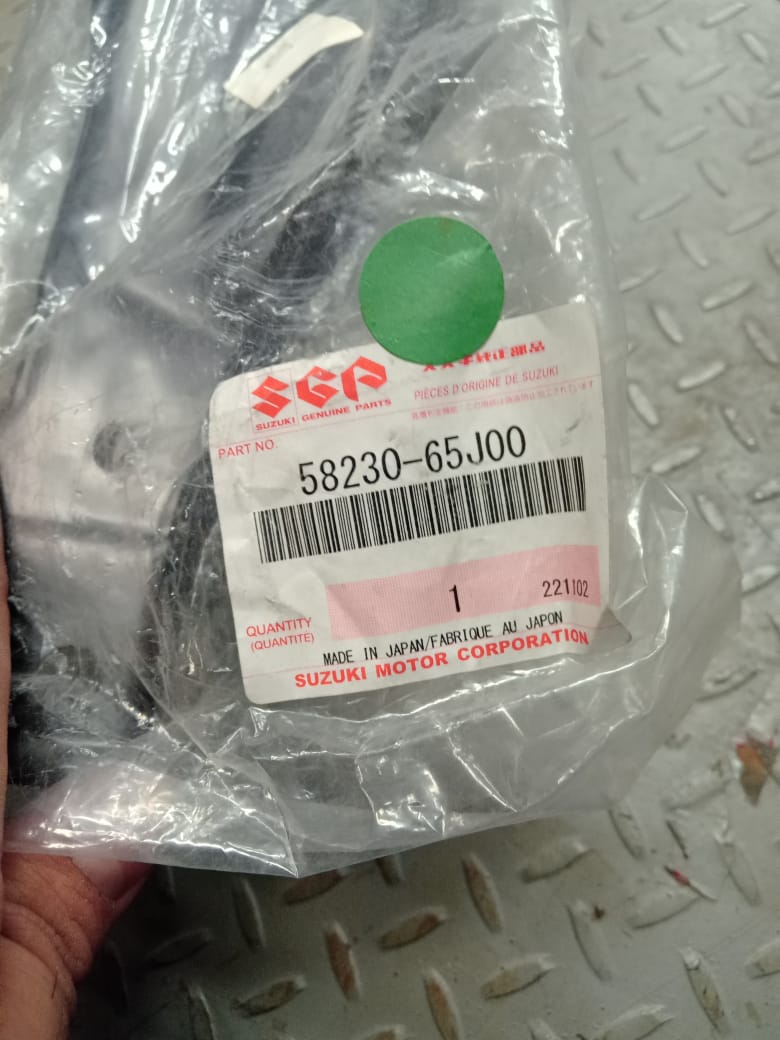 SGP
SUZUKI GENUINE PARTS
PIÈCES D'ORIGINE DE SUZUKI
PART NO.
58230-65J00
1
221102
QUANTITY
(QUANTITÉ)
MADE IN JAPAN/FABRIQUE AU JAPON
SUZUKI MOTOR CORPORATION